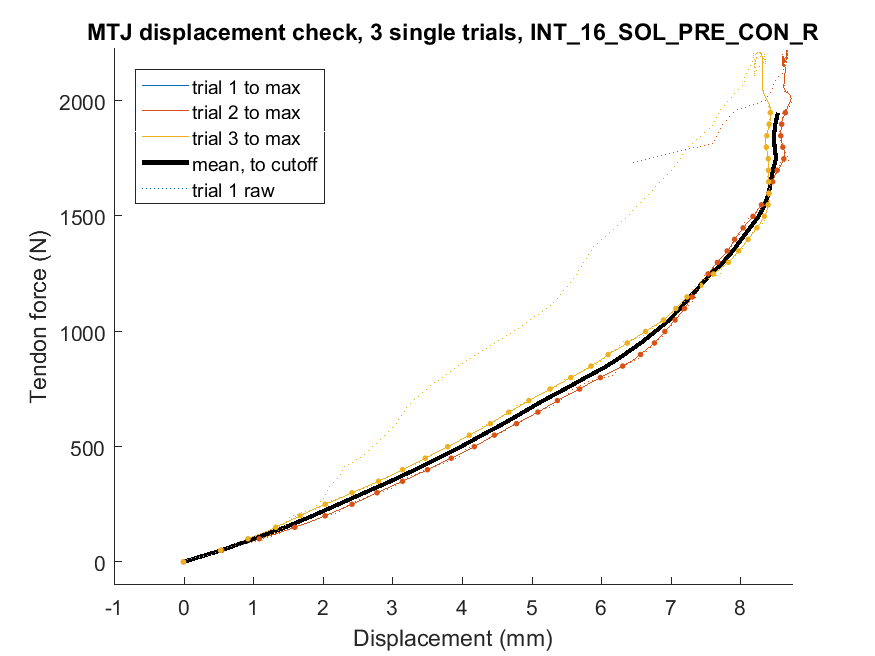 MTJ displacement check, 3 single trials, INT_16_SOL_PRE_CON_R
trial 1 to max
trial 2 to max
trial 3 to max
mean, to cutoff
trial 1 raw
2000
1500
1000
500
0
Tendon force (N)
-1 0 1 2 3 4 5 6 7 8
Displacement (mm)